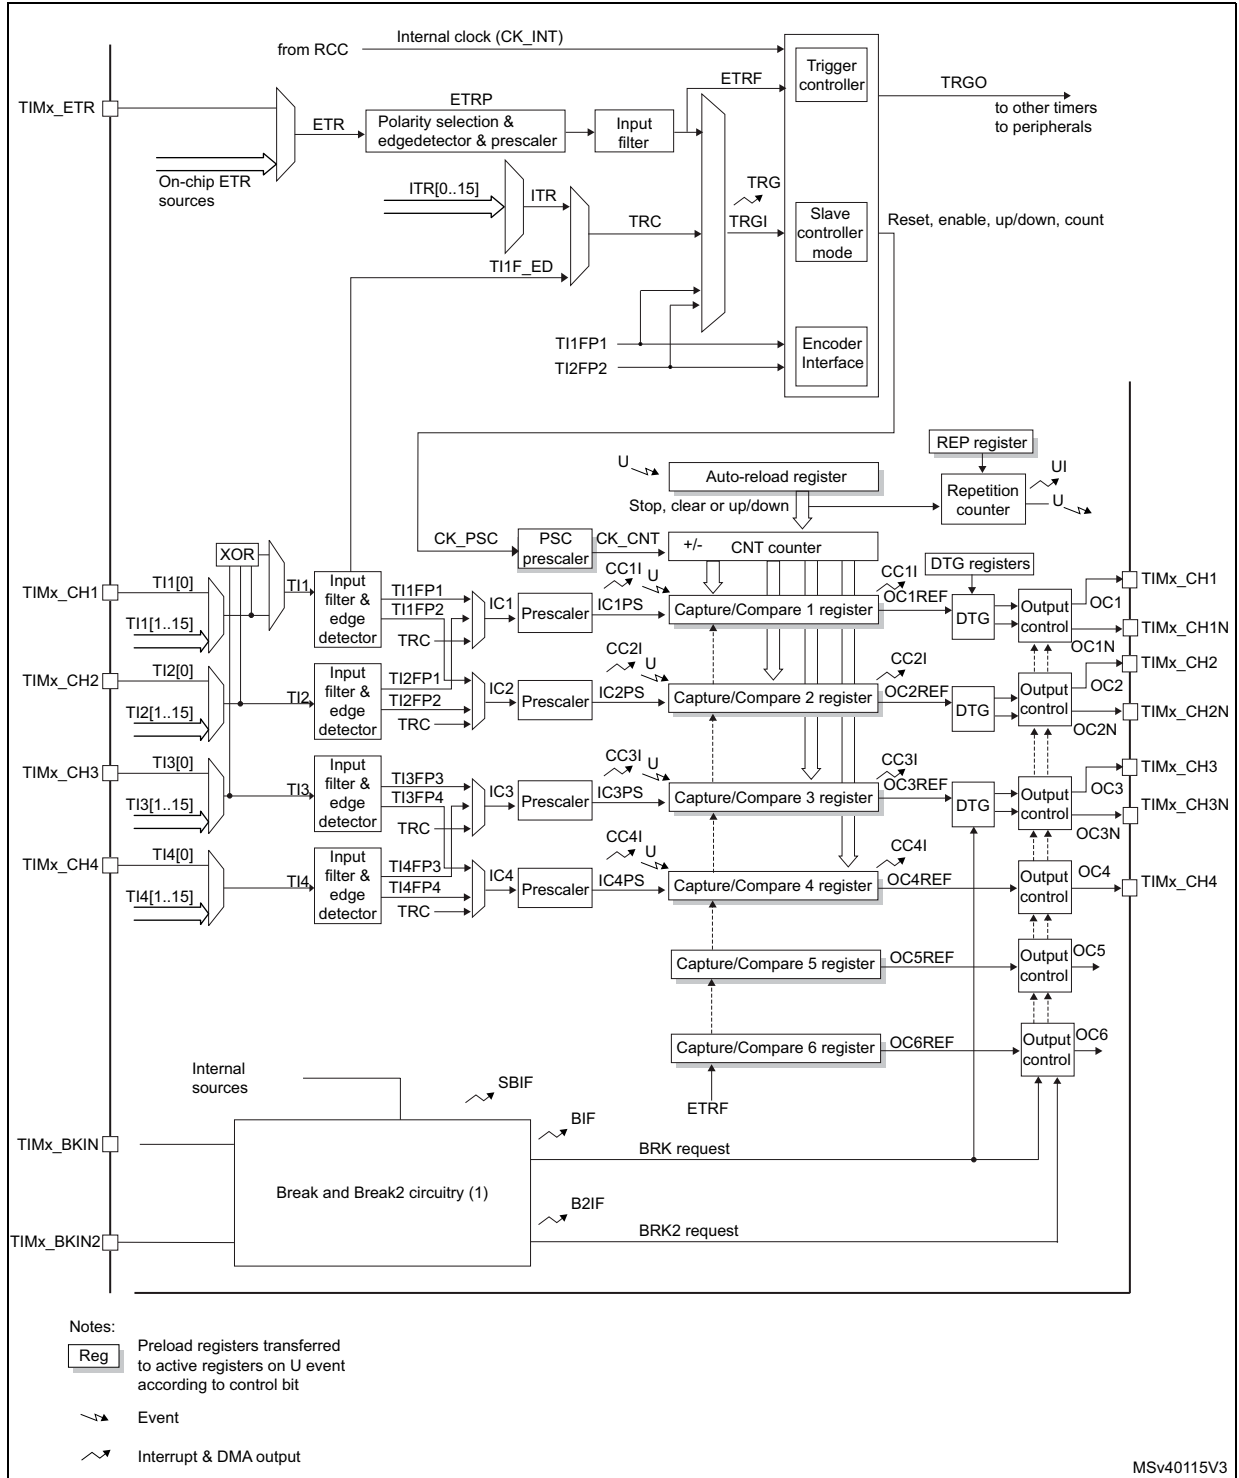 Internal clock (CK_INT)
from RCC
ETRF
Trigger
controller
TRGO
to other timers
to peripherals
TIMx_ETR
ETR
ETRP
Polarity selection &
edgedetector & prescaler
Input
filter
On-chip ETR
sources
ITR[0..15]
ITR
TRC
TRG
TRGI
Slave
controller
mode
Reset, enable, up/down, count
TI1F_ED
TI1FP1
TI2FP2
Encoder
Interface
REP register
U
Auto-reload register
UI
Repetition
counter
U
Stop, clear or up/down
CK_PSC
PSC
prescaler
CK_CNT
+/-
CNT counter
XOR
DTG registers
TIMx_CH1
TI1[0]
TI1[1..15]
TI1
Input
filter &
edge
detector
TI1FP1
TI1FP2
TRC
IC1
Prescaler
IC1PS
CC1I
U
Capture/Compare 1 register
CC1I
OC1REF
DTG
Output
control
OC1
TIMx_CH1
TIMx_CH1N
OC1N
TIMx_CH2
TI2[0]
TI2[1..15]
TI2
Input
filter &
edge
detector
TI2FP1
TI2FP2
TRC
IC2
Prescaler
IC2PS
CC2I
U
Capture/Compare 2 register
CC2I
OC2REF
DTG
Output
control
OC2
TIMx_CH2
TIMx_CH2N
OC2N
TIMx_CH3
TI3[0]
TI3[1..15]
TI3
Input
filter &
edge
detector
TI3FP3
TI3FP4
TRC
IC3
Prescaler
IC3PS
CC3I
U
Capture/Compare 3 register
CC3I
OC3REF
DTG
Output
control
OC3
TIMx_CH3
TIMx_CH3N
OC3N
TIMx_CH4
TI4[0]
TI4[1..15]
TI4
Input
filter &
edge
detector
TI4FP3
TI4FP4
TRC
IC4
Prescaler
IC4PS
CC4I
U
Capture/Compare 4 register
CC4I
OC4REF
Output
control
OC4
TIMx_CH4
Capture/Compare 5 register
OC5REF
Output
control
OC5
Capture/Compare 6 register
OC6REF
Output
control
OC6
ETRF
Internal
sources
SBIF
TIMx_BKIN
BIF
BRK request
Break and Break2 circuitry (1)
B2IF
TIMx_BKIN2
BRK2 request
Notes:
Reg
Preload registers transferred
to active registers on U event
according to control bit
Event
Interrupt & DMA output
MSv40115V3